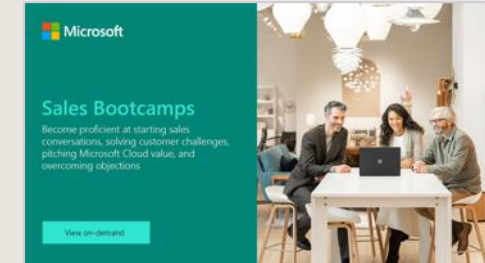 Microsoft
Sales Bootcamps
Become proficient at starting sales
conversations, solving customer challenges,
pitching Microsoft Cloud value, and
overcoming objections
View on-demand